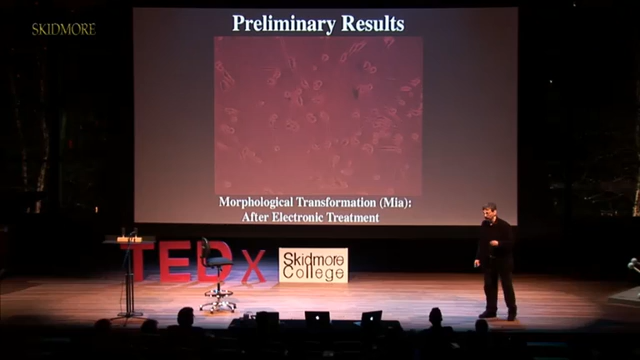 SKIDMORE
Preliminary Results
Morphological Transformation (Mia):
After Electronic Treatment
TEDx
Skidmore
College